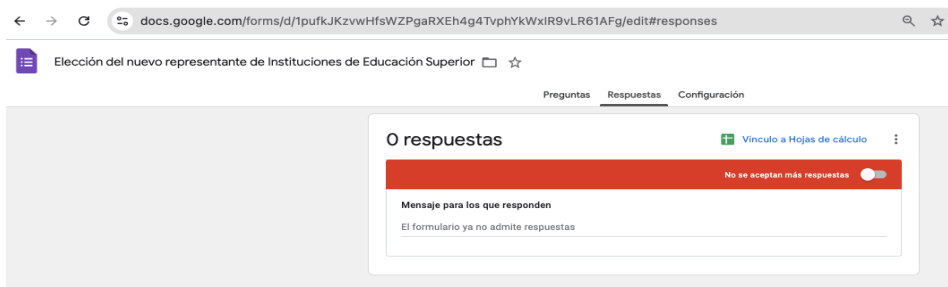 docs.google.com/forms/d/1pufkJKzvwHfsWZPgaRXEh4g4TvphYkWxIR9vLR61AFg/edit#responses
Elección del nuevo representante de Instituciones de Educación Superior
Preguntas Respuestas Configuración
0 respuestas Vínculo a Hojas de cálculo
No se aceptan más respuestas
Mensaje para los que responden
El formulario ya no admite respuestas